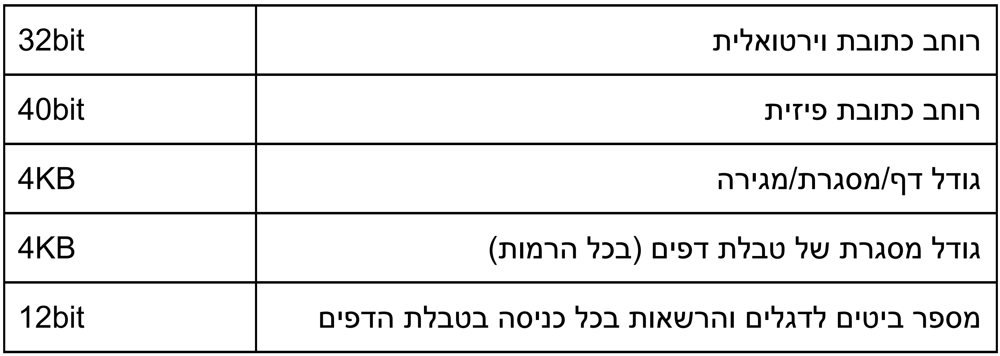 רוחב כתובת וירטואלית 32bit
רוחב כתובת פיזית 40bit
גודל דף/מסגרת/מגירה 4KB
גודל מסגרת של טבלת דפים (בכל הרמות) 4KB
מספר ביטים לדגלים והרשאות בכל כניסה בטבלת הדפים 12bit